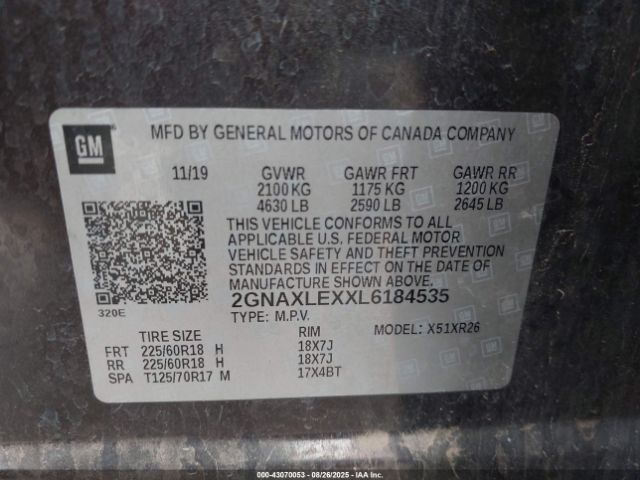 GM
MFD BY GENERAL MOTORS OF CANADA COMPANY
11/19 GVWR GAWR FRT GAWR RR
2100 KG 1175 KG 1200 KG
4630 LB 2590 LB 2645 LB
THIS VEHICLE CONFORMS TO ALL
APPLICABLE U.S. FEDERAL MOTOR
VEHICLE SAFETY AND THEFT PREVENTION
STANDARDS IN EFFECT ON THE DATE OF
MANUFACTURE SHOWN ABOVE.
2GNAXLEXXL6184535
320E
TYPE: M.P.V. MODEL: X51XR26
TIRE SIZE RIM
FRT 225/60R18 H 18X7J
RR 225/60R18 H 18X7J
SPA T125/70R17 M 17X4BT
000-43070053 - 08/26/2025 - IAAI.com